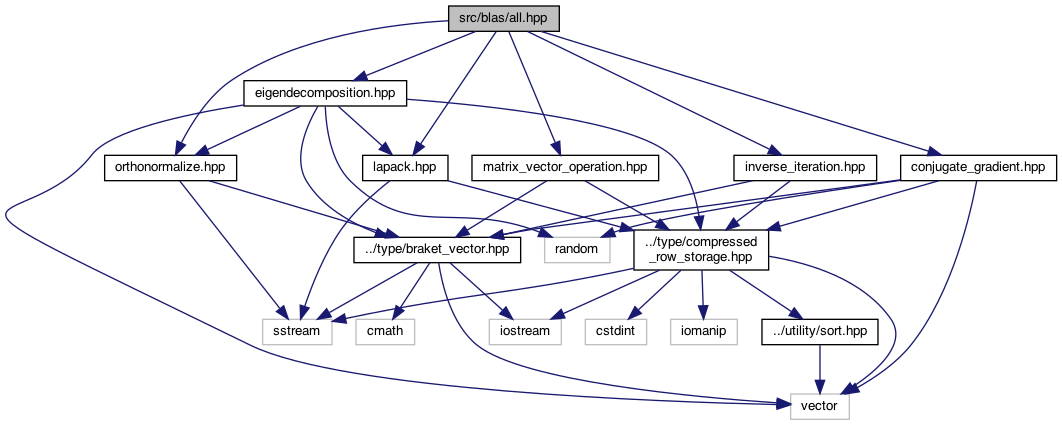 src/blas/all.hpp
eigendecomposition.hpp
orthonormalize.hpp
lapack.hpp
matrix_vector_operation.hpp
inverse_iteration.hpp
conjugate_gradient.hpp
../type/braket_vector.hpp
random
../type/compressed
_row_storage.hpp
sstream
cmath
iostream
cstdint
iomanip
../utility/sort.hpp
vector